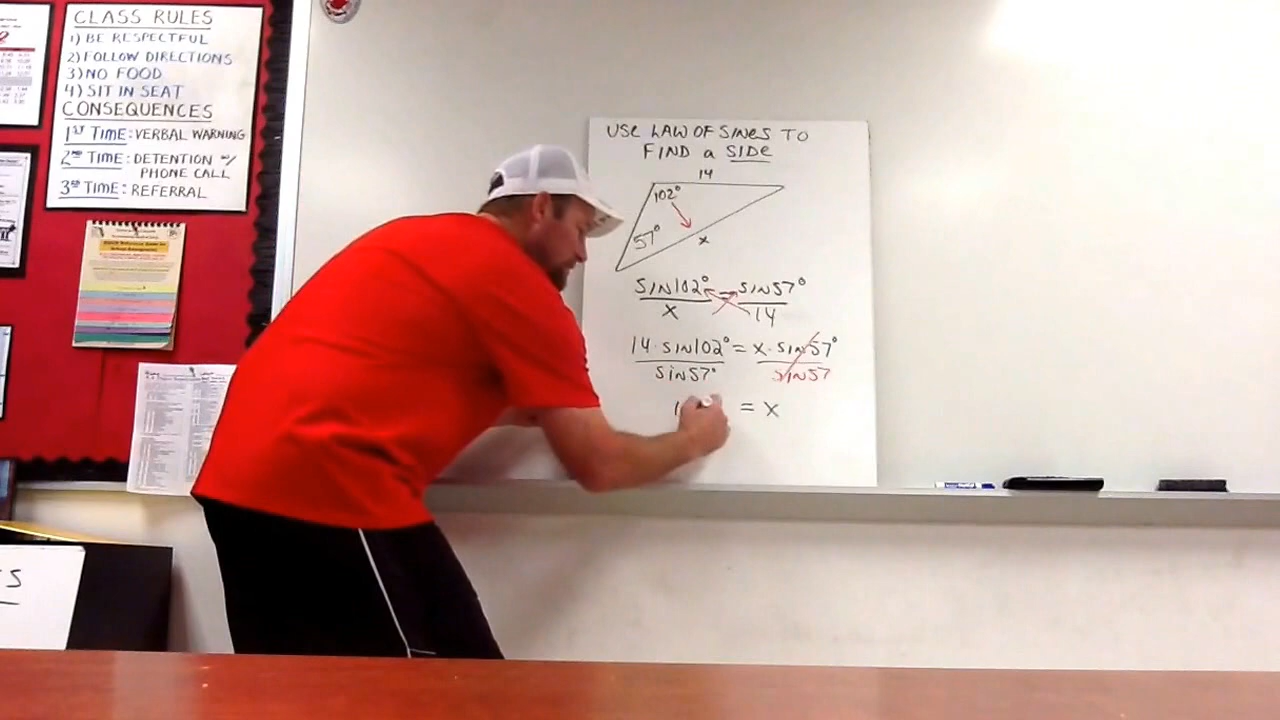 CLASS RULES
1) BE RESPECTFUL
2) FOLLOW DIRECTIONS
3) NO FOOD
4) SIT IN SEAT
CONSEQUENCES
1ST TIME: VERBAL WARNING
2ND TIME: DETENTION w/
PHONE CALL
3RD TIME: REFERRAL
USE LAW OF SINES TO
FIND a SIDE
14
102°
57°
x
SIN102° = SIN57°
x 14
14·SIN102° = x·SIN57°
SIN57° SIN57
1 = x
S